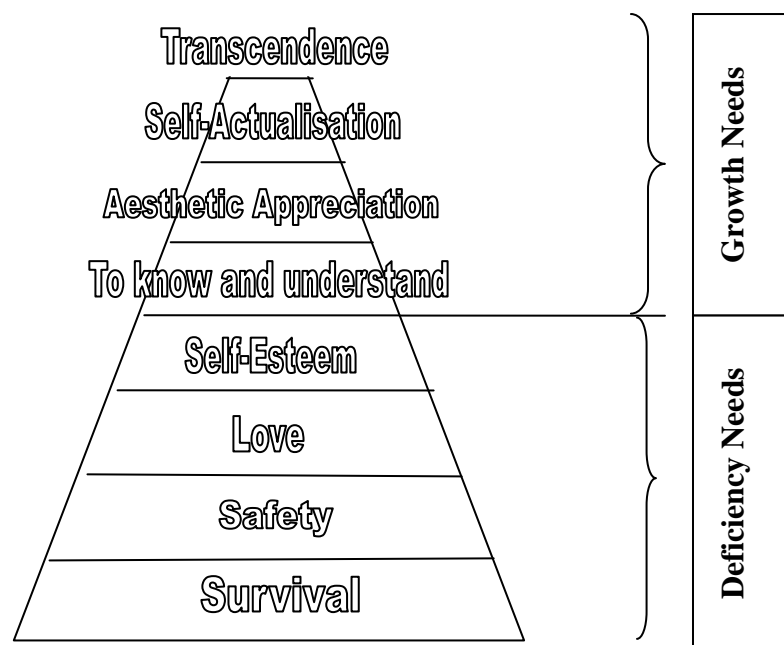 Transcendence
Self-Actualisation
Aesthetic Appreciation
To know and understand
Self-Esteem
Love
Safety
Survival
Growth Needs
Deficiency Needs